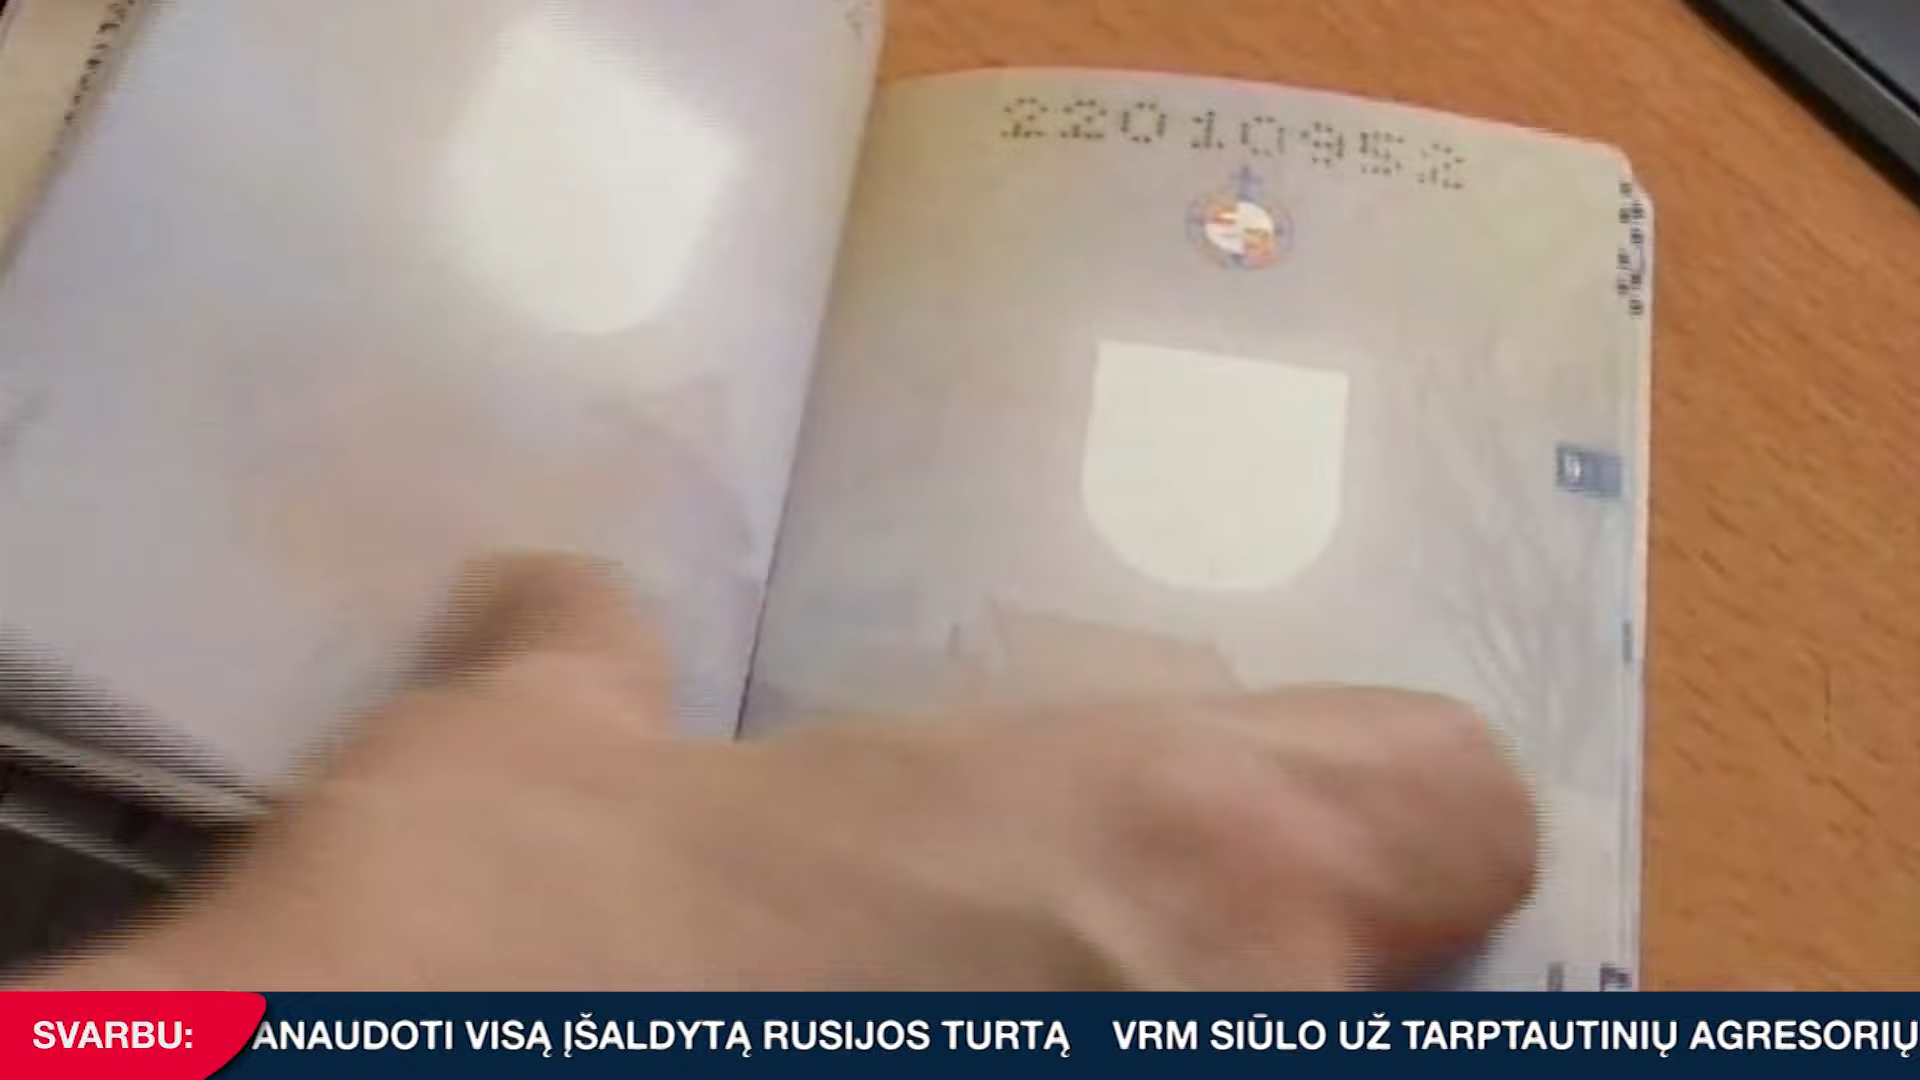 22010952
SVARBU: ANAUDOTI VISĄ ĮŠALDYTĄ RUSIJOS TURTĄ VRM SIŪLO UŽ TARPTAUTINIŲ AGRESORIŲ